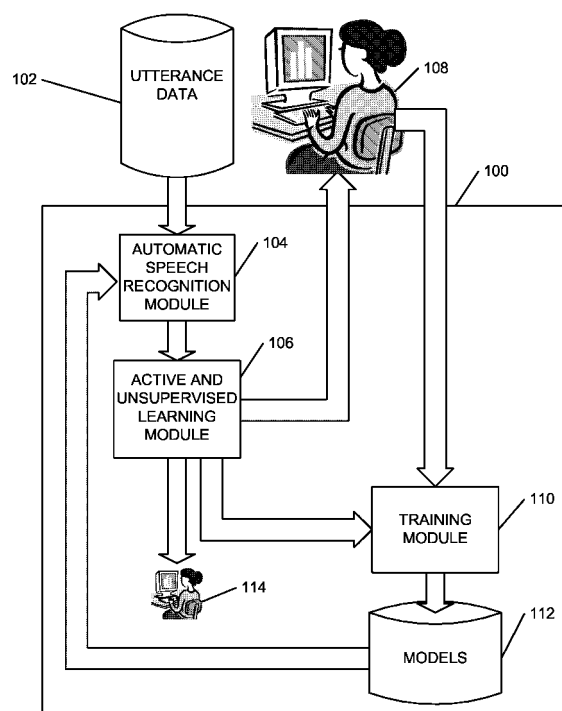 102
UTTERANCE
DATA
108
100
AUTOMATIC
SPEECH
RECOGNITION
MODULE
104
106
ACTIVE AND
UNSUPERVISED
LEARNING
MODULE
TRAINING
MODULE
110
114
MODELS
112